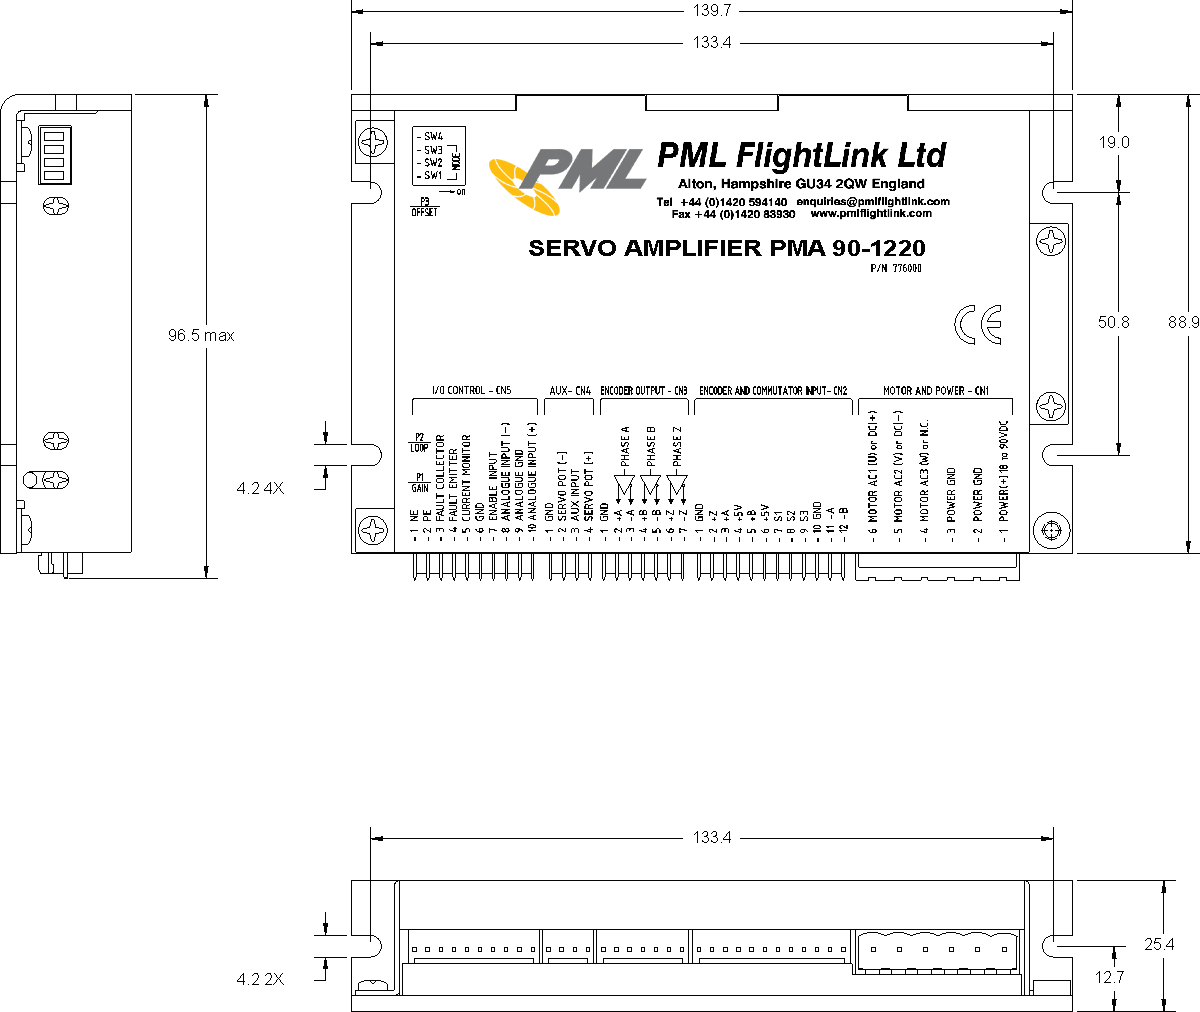 139.7
133.4
SW4
SW3
SW2
SW1
MODE
on
P3
OFFSET
PML
PML FlightLink Ltd
Alton, Hampshire GU34 2QW England
Tel +44 (0)1420 594140 enquiries@pmlflightlink.com
Fax +44 (0)1420 83930 www.pmlflightlink.com
SERVO AMPLIFIER PMA 90-1220
P/N 776000
CE
19.0
50.8
88.9
96.5 max
4.2 4X
I/O CONTROL - CN5
AUX- CN4
ENCODER OUTPUT - CN3
ENCODER AND COMMUTATOR INPUT- CN2
MOTOR AND POWER - CN1
P2
LOOP
P1
GAIN
- 1 NE
- 2 PE
- 3 FAULT COLLECTOR
- 4 FAULT EMITTER
- 5 CURRENT MONITOR
- 6 GND
- 7 ENABLE INPUT
- 8 ANALOGUE INPUT (-)
- 9 ANALOGUE GND
- 10 ANALOGUE INPUT (+)
- 1 GND
- 2 SERVO POT (-)
- 3 AUX INPUT
- 4 SERVO POT (+)
PHASE A
PHASE B
PHASE Z
- 1 GND
- 2 +A
- 3 -A
- 4 +B
- 5 -B
- 6 +Z
- 7 -Z
- 1 GND
- 2 +Z
- 3 +A
- 4 +5V
- 5 +B
- 6 +5V
- 7 S1
- 8 S2
- 9 S3
- 10 GND
- 11 -A
- 12 -B
- 6 MOTOR AC1 (U) or DC(+)
- 5 MOTOR AC2 (V) or DC(-)
- 4 MOTOR AC3 (W) or N.C.
- 3 POWER GND
- 2 POWER GND
- 1 POWER(+)18 to 90VDC
133.4
4.2 2X
25.4
12.7